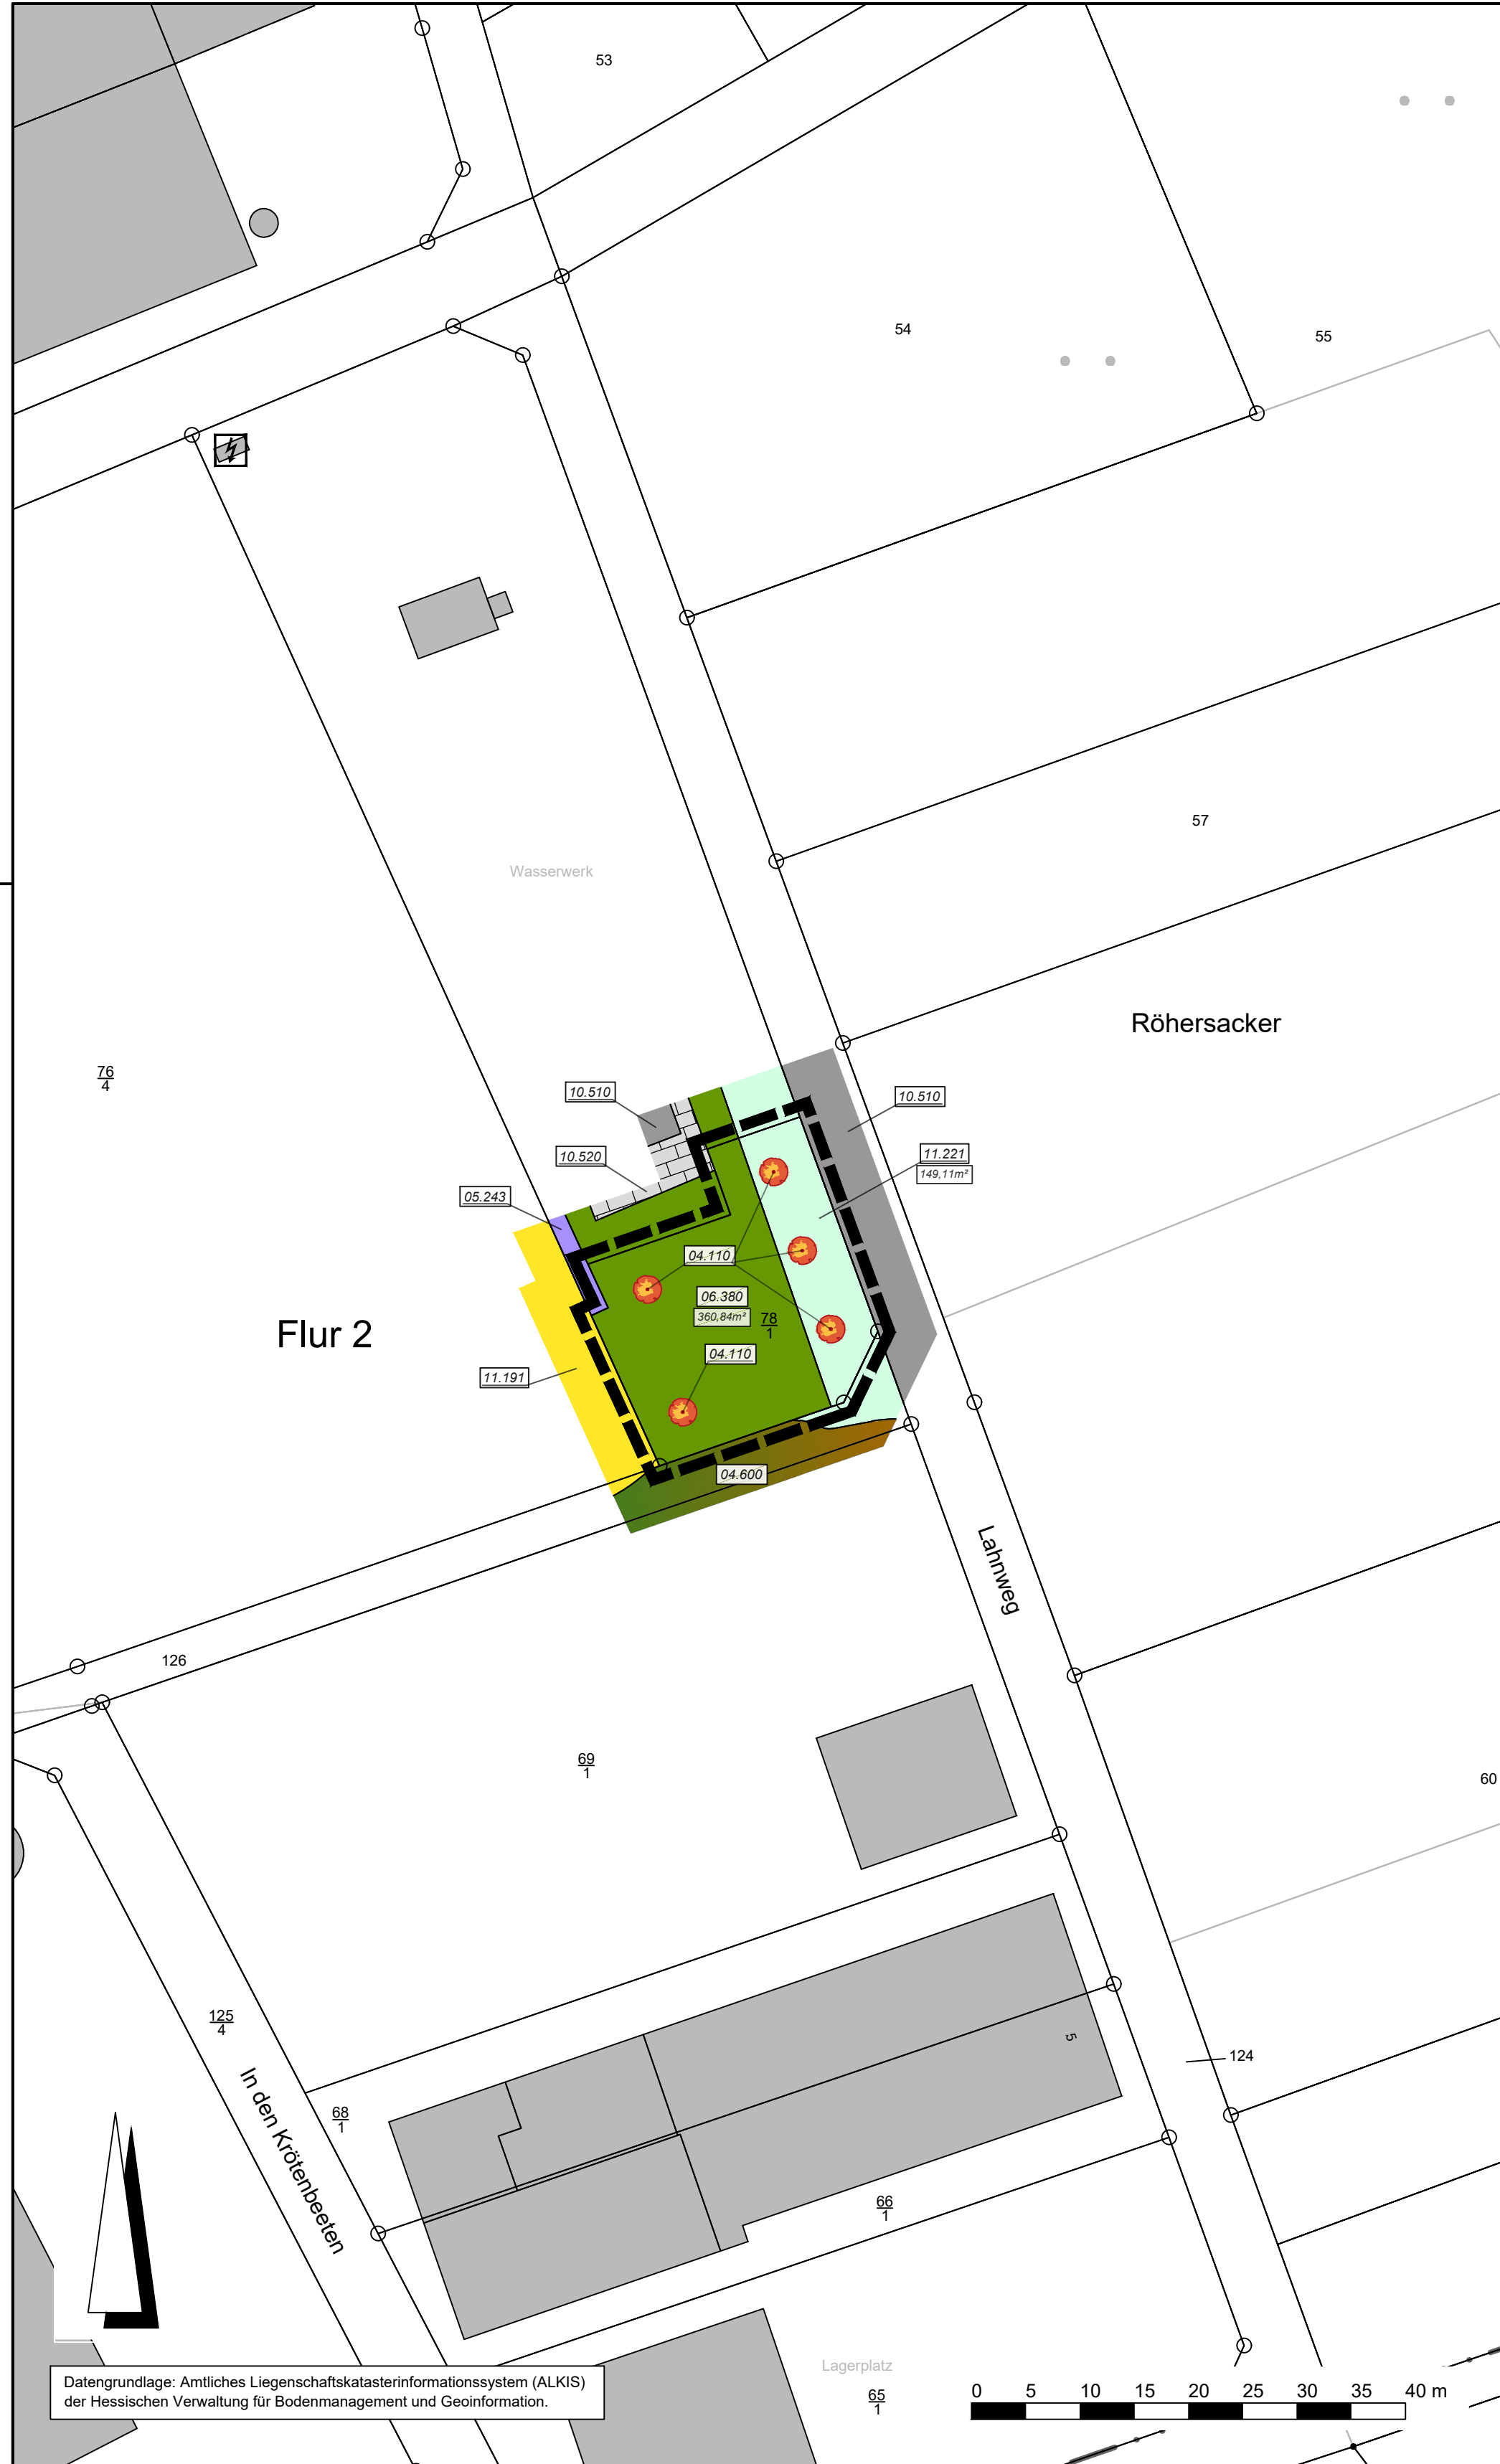 53
54
55
Wasserwerk
57
Röhersacker
76
4
10.510
10.510
10.520
11.221
149,11m²
05.243
04.110
06.380
360,84m²
78
1
Flur 2
04.110
11.191
04.600
Lahnweg
126
69
1
60
125
4
5
124
In den Krötenbeeten
68
1
66
1
Lagerplatz
65
1
Datengrundlage: Amtliches Liegenschaftskatasterinformationssystem (ALKIS)
der Hessischen Verwaltung für Bodenmanagement und Geoinformation.
0 5 10 15 20 25 30 35 40 m